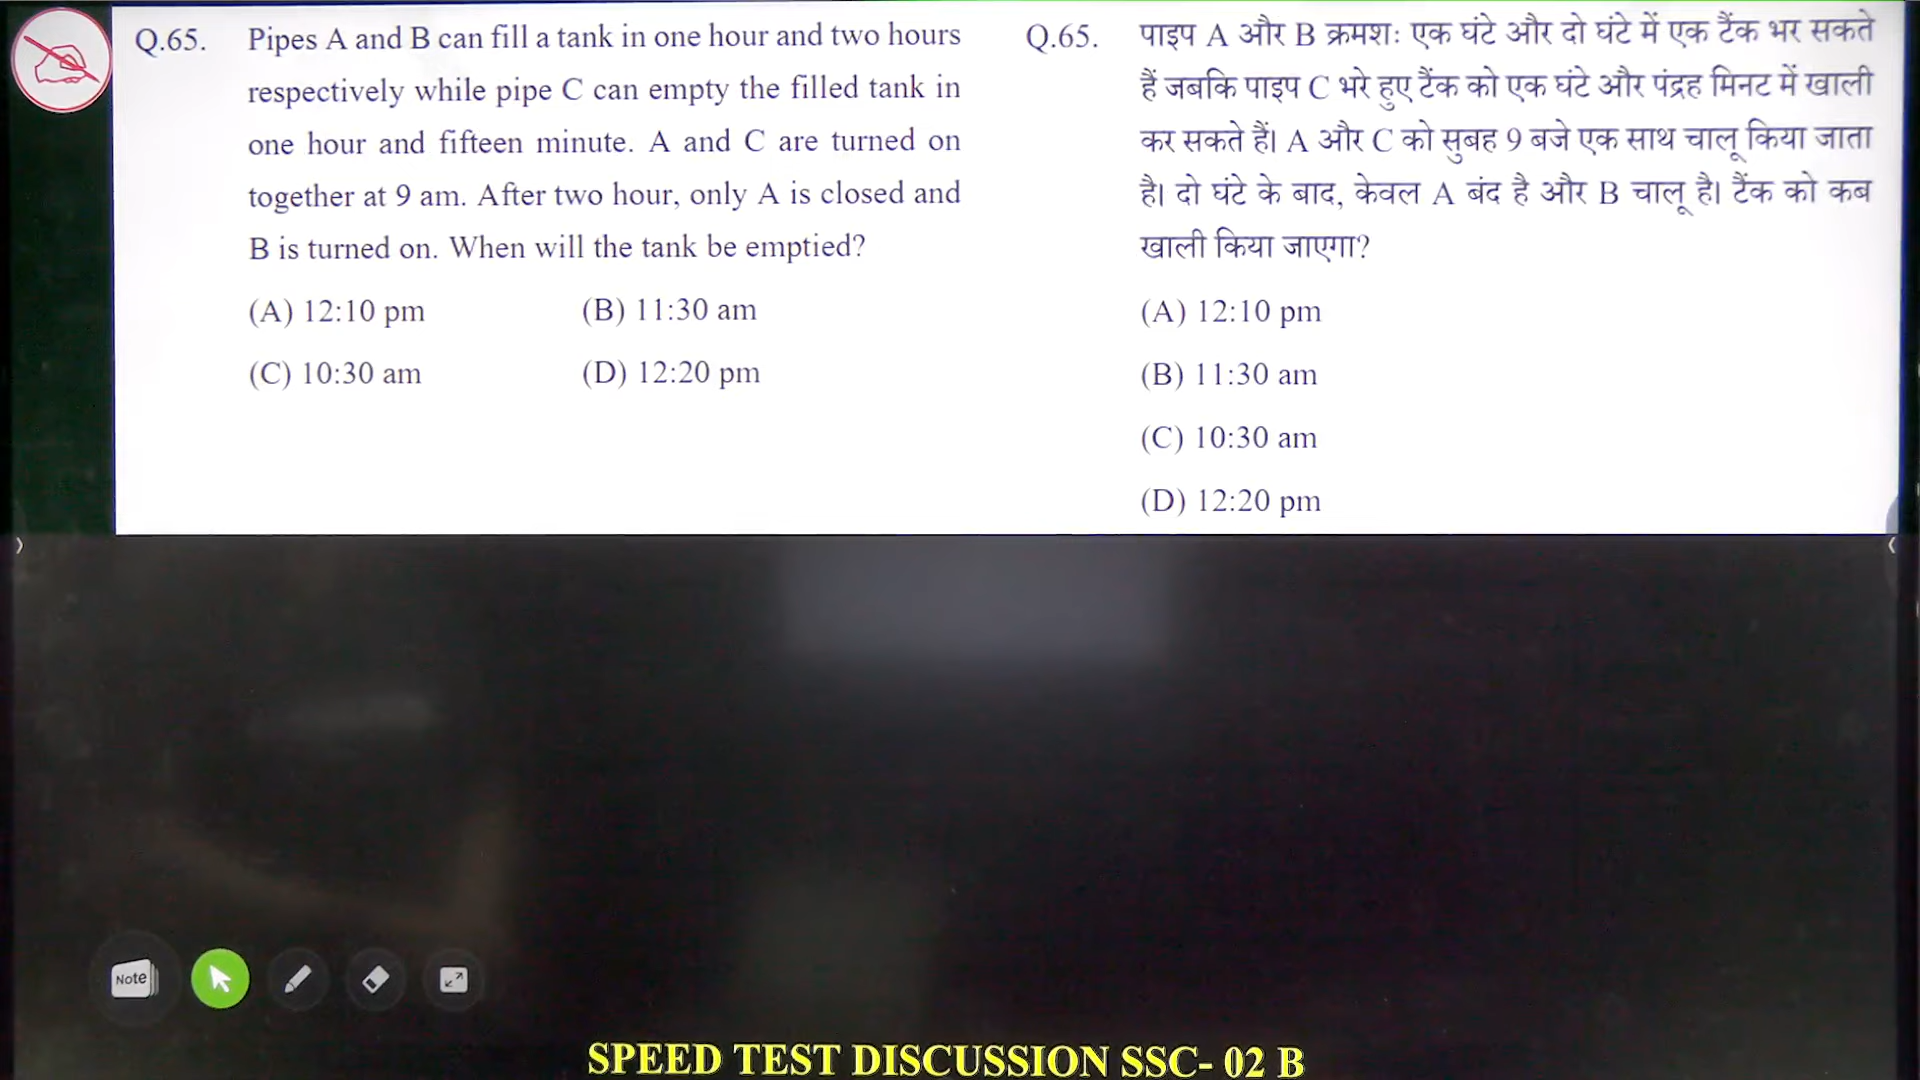 Q.65. Pipes A and B can fill a tank in one hour and two hours
respectively while pipe C can empty the filled tank in
one hour and fifteen minute. A and C are turned on
together at 9 am. After two hour, only A is closed and
B is turned on. When will the tank be emptied?
(A) 12:10 pm (B) 11:30 am
(C) 10:30 am (D) 12:20 pm
Q.65. पाइप A और B क्रमशः एक घंटे और दो घंटे में एक टैंक भर सकते
हैं जबकि पाइप C भरे हुए टैंक को एक घंटे और पंद्रह मिनट में खाली
कर सकते हैं। A और C को सुबह 9 बजे एक साथ चालू किया जाता
है। दो घंटे के बाद, केवल A बंद है और B चालू है। टैंक को कब
खाली किया जाएगा?
(A) 12:10 pm
(B) 11:30 am
(C) 10:30 am
(D) 12:20 pm
Note
SPEED TEST DISCUSSION SSC- 02 B